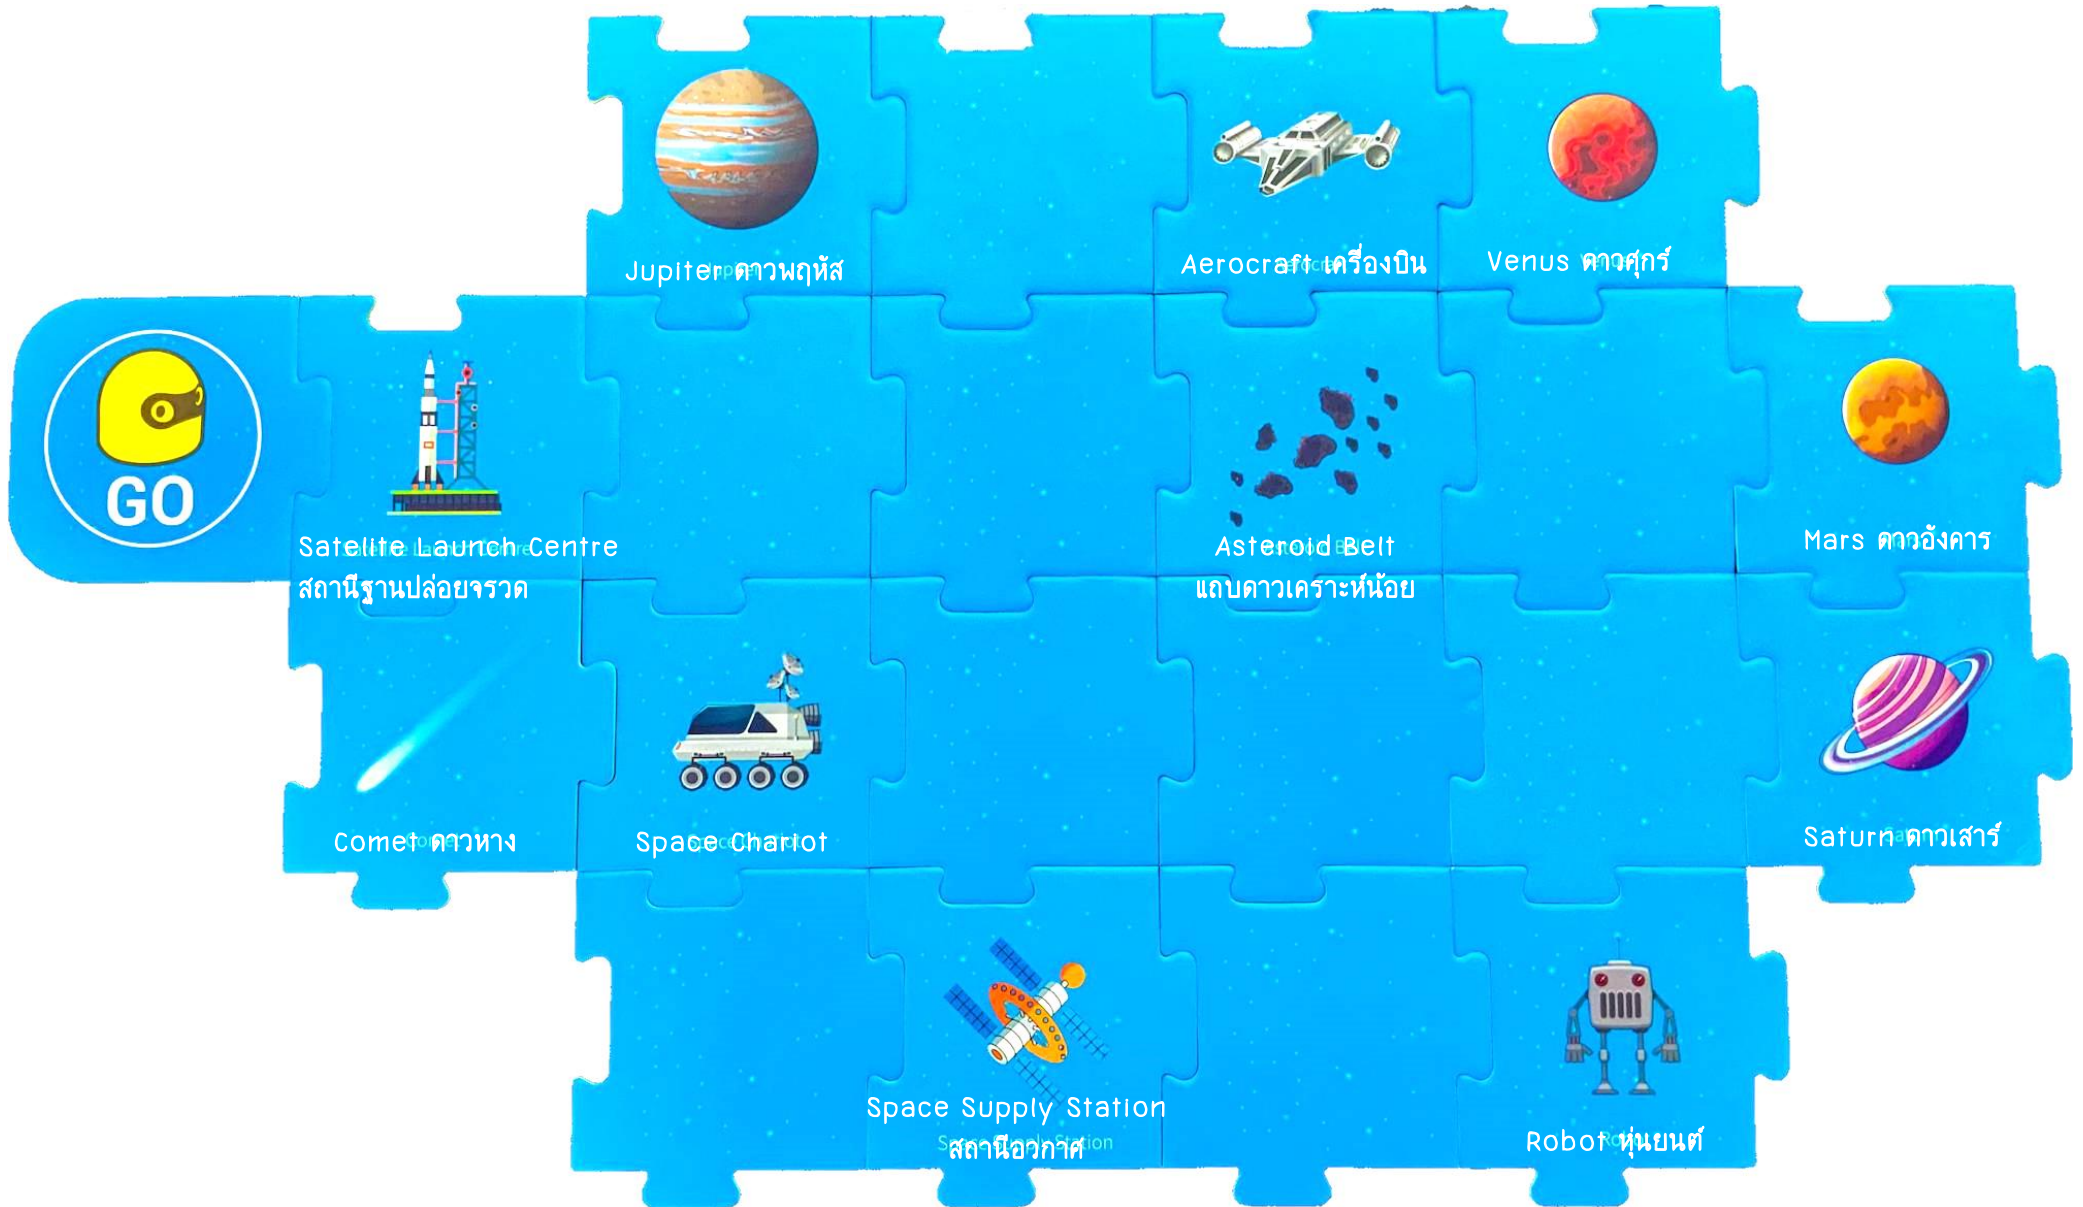 Jupiter ดาวพฤหัส
Aerocraft เครื่องบิน
Venus ดาวศุกร์
GO
Satelite Launch Centre
สถานีฐานปล่อยจรวด
Asteroid Belt
แถบดาวเคราะห์น้อย
Mars ดาวอังคาร
Comet ดาวหาง
Space Chariot
Saturn ดาวเสาร์
Space Supply Station
Space Supply Station
สถานีอวกาศ
Robot หุ่นยนต์